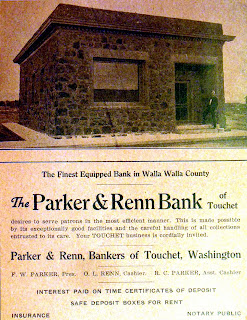 The Finest Equipped Bank in Walla Walla County
The Parker & Renn Bank of Touchet
desires to serve patrons in the most efficient manner. This is made possible
by its exceptionally good facilities and the careful handling of all collections
entrusted to its care. Your TOUCHET business is cordially invited.
Parker & Renn, Bankers of Touchet, Washington
F. W. PARKER, Pres. O. L. RENN, Cashier. R. C. PARKER, Asst. Cashier
INTEREST PAID ON TIME CERTIFICATES OF DEPOSIT
SAFE DEPOSIT BOXES FOR RENT
INSURANCE NOTARY PUBLIC